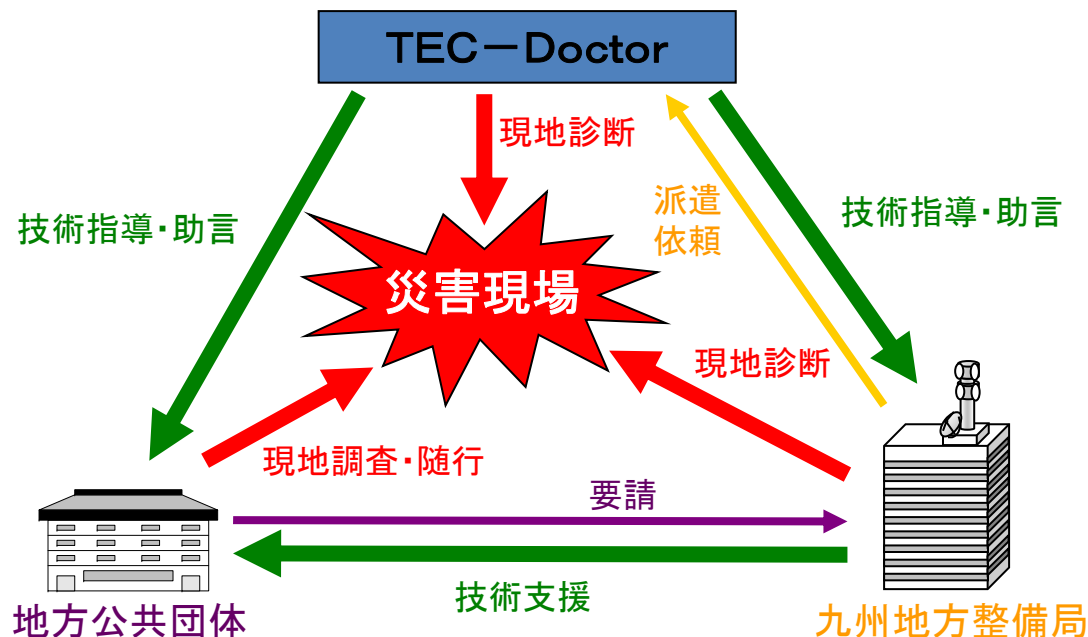 TEC－Doctor
現地診断
派遣
依頼
技術指導・助言
技術指導・助言
災害現場
現地診断
現地調査・随行
要請
技術支援
地方公共団体
九州地方整備局